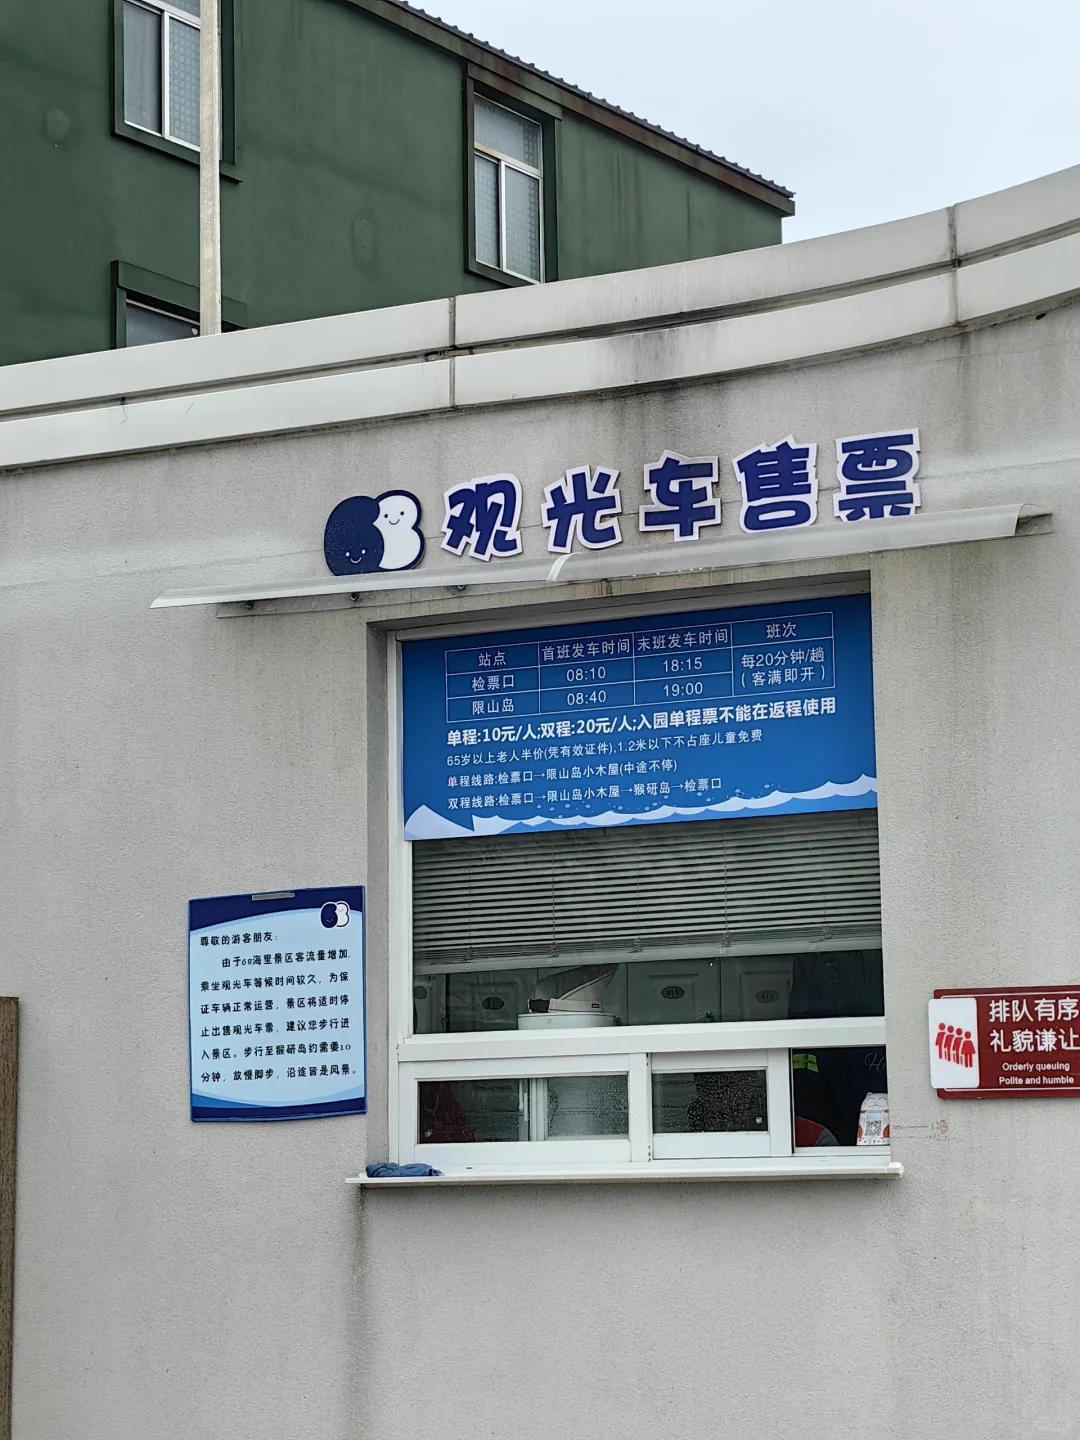 观光车售票
站点 首班发车时间 末班发车时间 班次
检票口 08:10 18:15 每20分钟/趟
限山岛 08:40 19:00 (客满即开)
单程:10元/人;双程:20元/人;入园单程票不能在返程使用
65岁以上老人半价(凭有效证件),1.2米以下不占座儿童免费
单程线路:检票口→限山岛小木屋(中途不停)
双程线路:检票口→限山岛小木屋→猴研岛→检票口
尊敬的游客朋友:
由于68海里景区客流量增加,
乘坐观光车等候时间较久,为保
证车辆正常运营,景区将适时停
止出售观光车票,建议您步行进
入景区。步行至猴研岛约需要10
分钟,放慢脚步,沿途皆是风景。
排队有序
礼貌谦让
Orderly queuing
Polite and humble